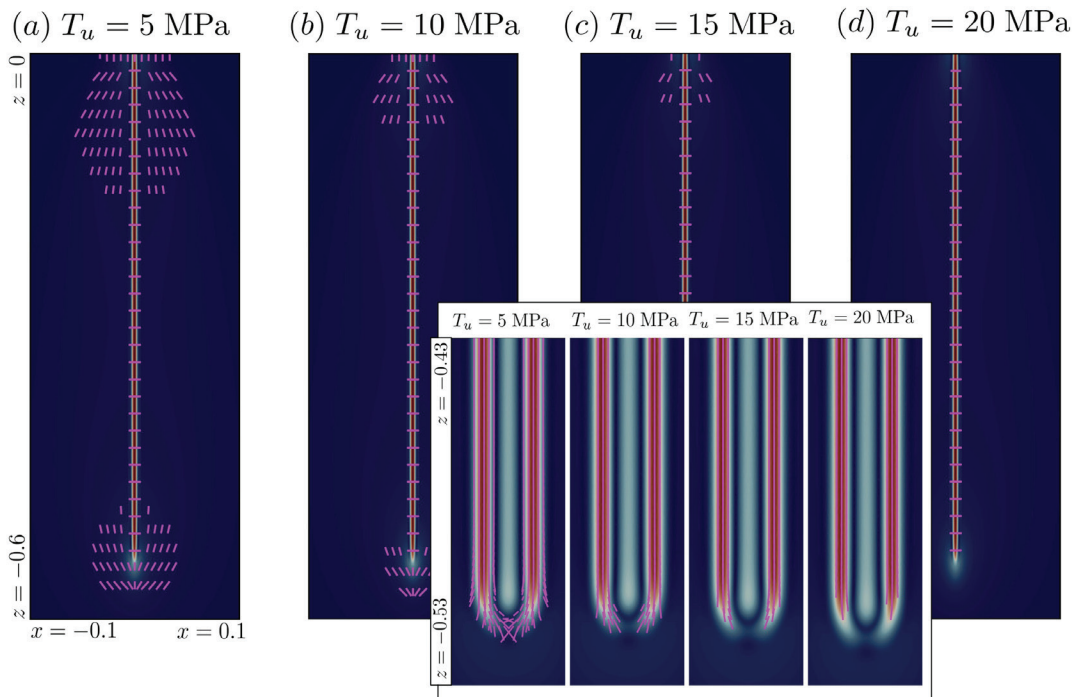 (a) T_u = 5 MPa
(b) T_u = 10 MPa
(c) T_u = 15 MPa
(d) T_u = 20 MPa
z = 0
z = −0.6
x = −0.1
x = 0.1
T_u = 5 MPa
T_u = 10 MPa
T_u = 15 MPa
T_u = 20 MPa
z = −0.43
z = −0.53